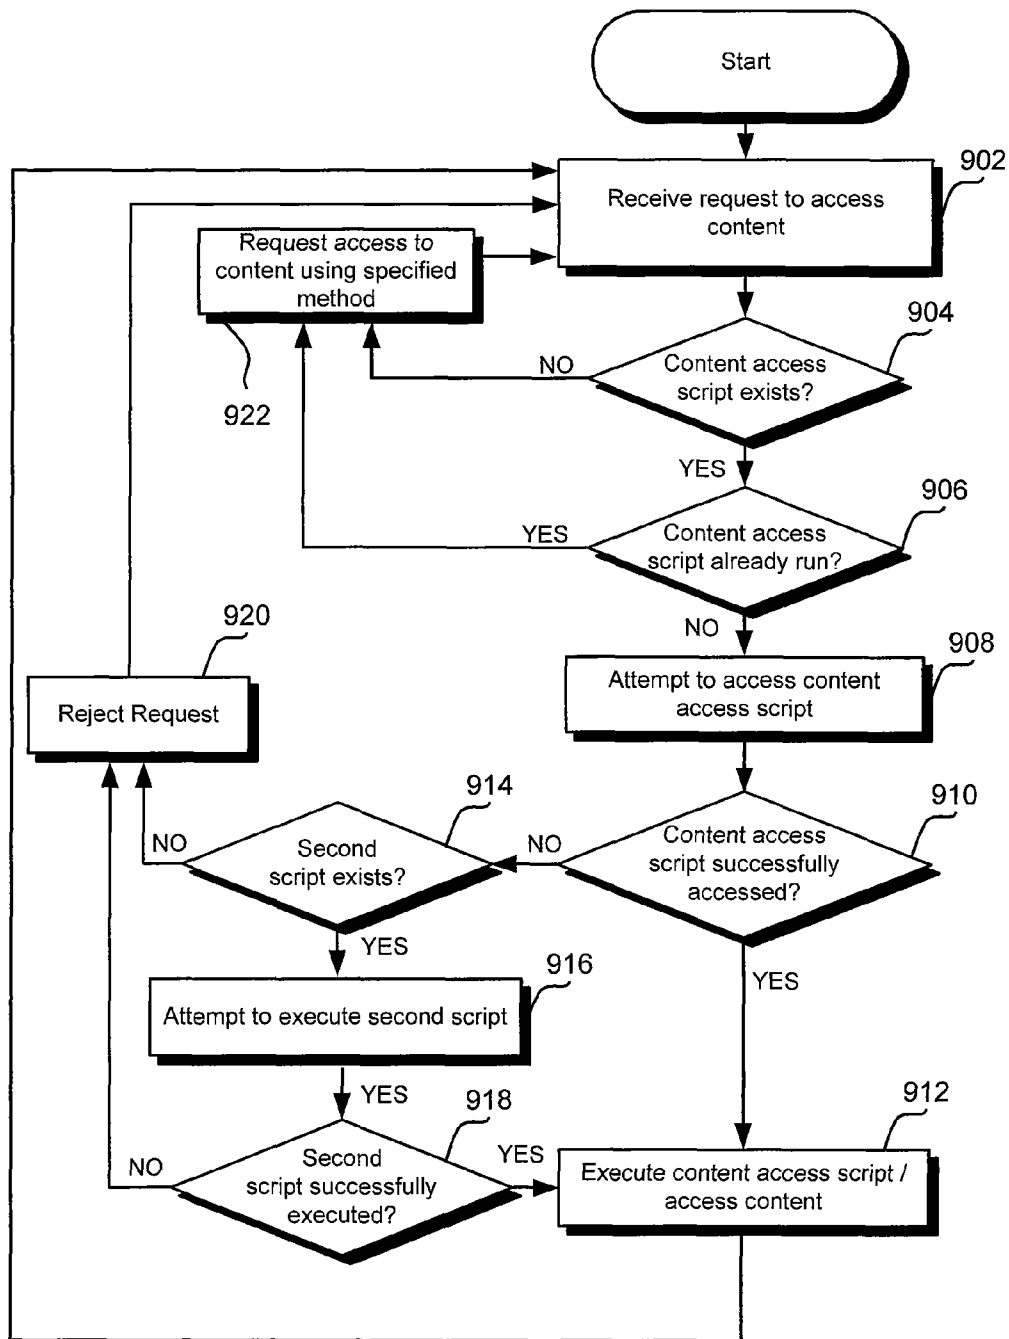 Start
902
Receive request to access
content
Request access to
content using specified
method
922
904
Content access
script exists?
NO
YES
906
Content access
script already run?
YES
NO
908
Attempt to access content
access script
920
Reject Request
910
Content access
script successfully
accessed?
NO
YES
914
Second
script exists?
NO
YES
916
Attempt to execute second script
YES
918
Second
script successfully
executed?
NO
YES
912
Execute content access script /
access content